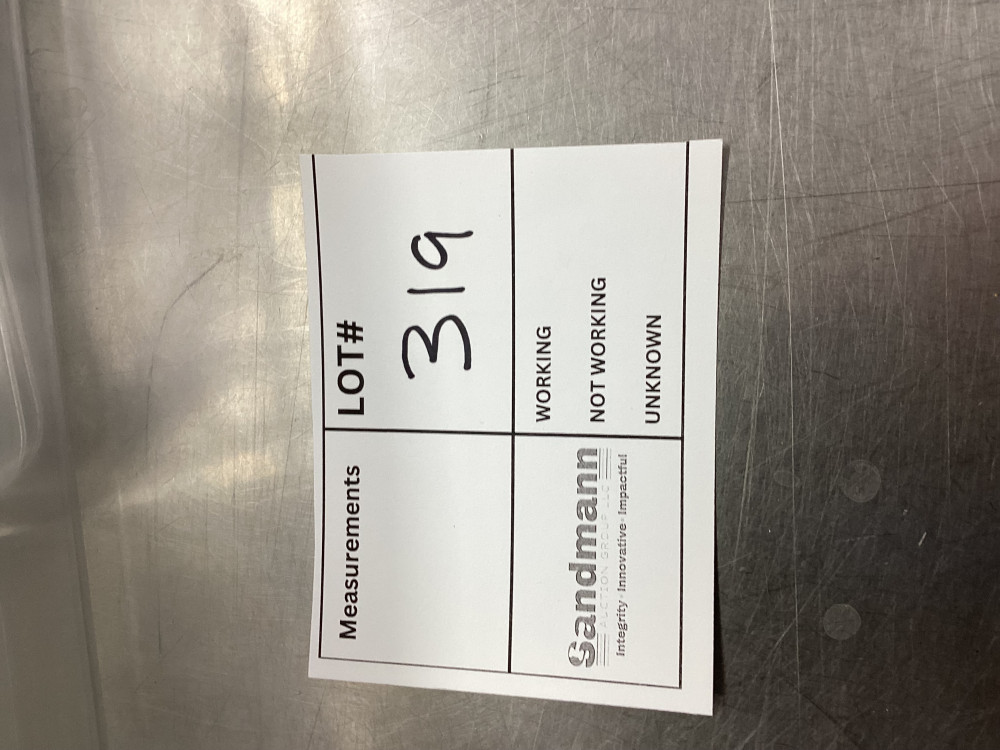 Measurements
LOT#
319
Sandmann
AUCTION GROUP LLC
Integrity · Innovative · Impactful
WORKING
NOT WORKING
UNKNOWN